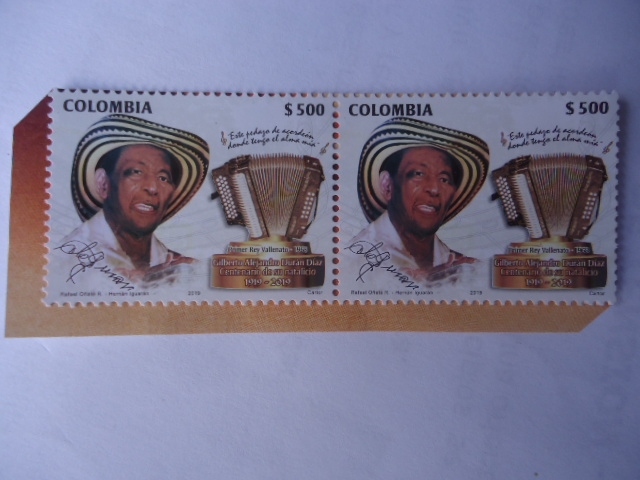 COLOMBIA $500
"Este pedazo de acordeón
donde tengo el alma mía"
Primer Rey Vallenato
Gilberto Alejandro Durán Díaz
Centenario de su natalicio
1919 - 2019
Rafael Oñate R. - Hernán Iguarán 2019 Cartor
COLOMBIA $500
"Este pedazo de acordeón
donde tengo el alma mía"
Primer Rey Vallenato
Gilberto Alejandro Durán Díaz
Centenario de su natalicio
1919 - 2019
Rafael Oñate R. - Hernán Iguarán 2019 Cartor